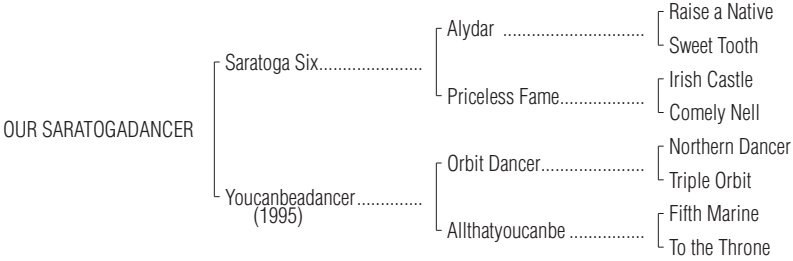 Raise a Native
Alydar ..............................
Sweet Tooth
Saratoga Six......................
Irish Castle
Priceless Fame..................
Comely Nell
OUR SARATOGADANCER
Northern Dancer
Orbit Dancer......................
Triple Orbit
Youcanbeadancer..............
(1995)
Fifth Marine
Allthatyoucanbe ................
To the Throne